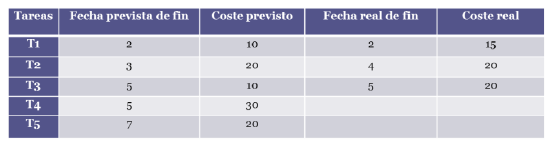 Tareas Fecha prevista de fin Coste previsto Fecha real de fin Coste real
T1 2 10 2 15
T2 3 20 4 20
T3 5 10 5 20
T4 5 30
T5 7 20